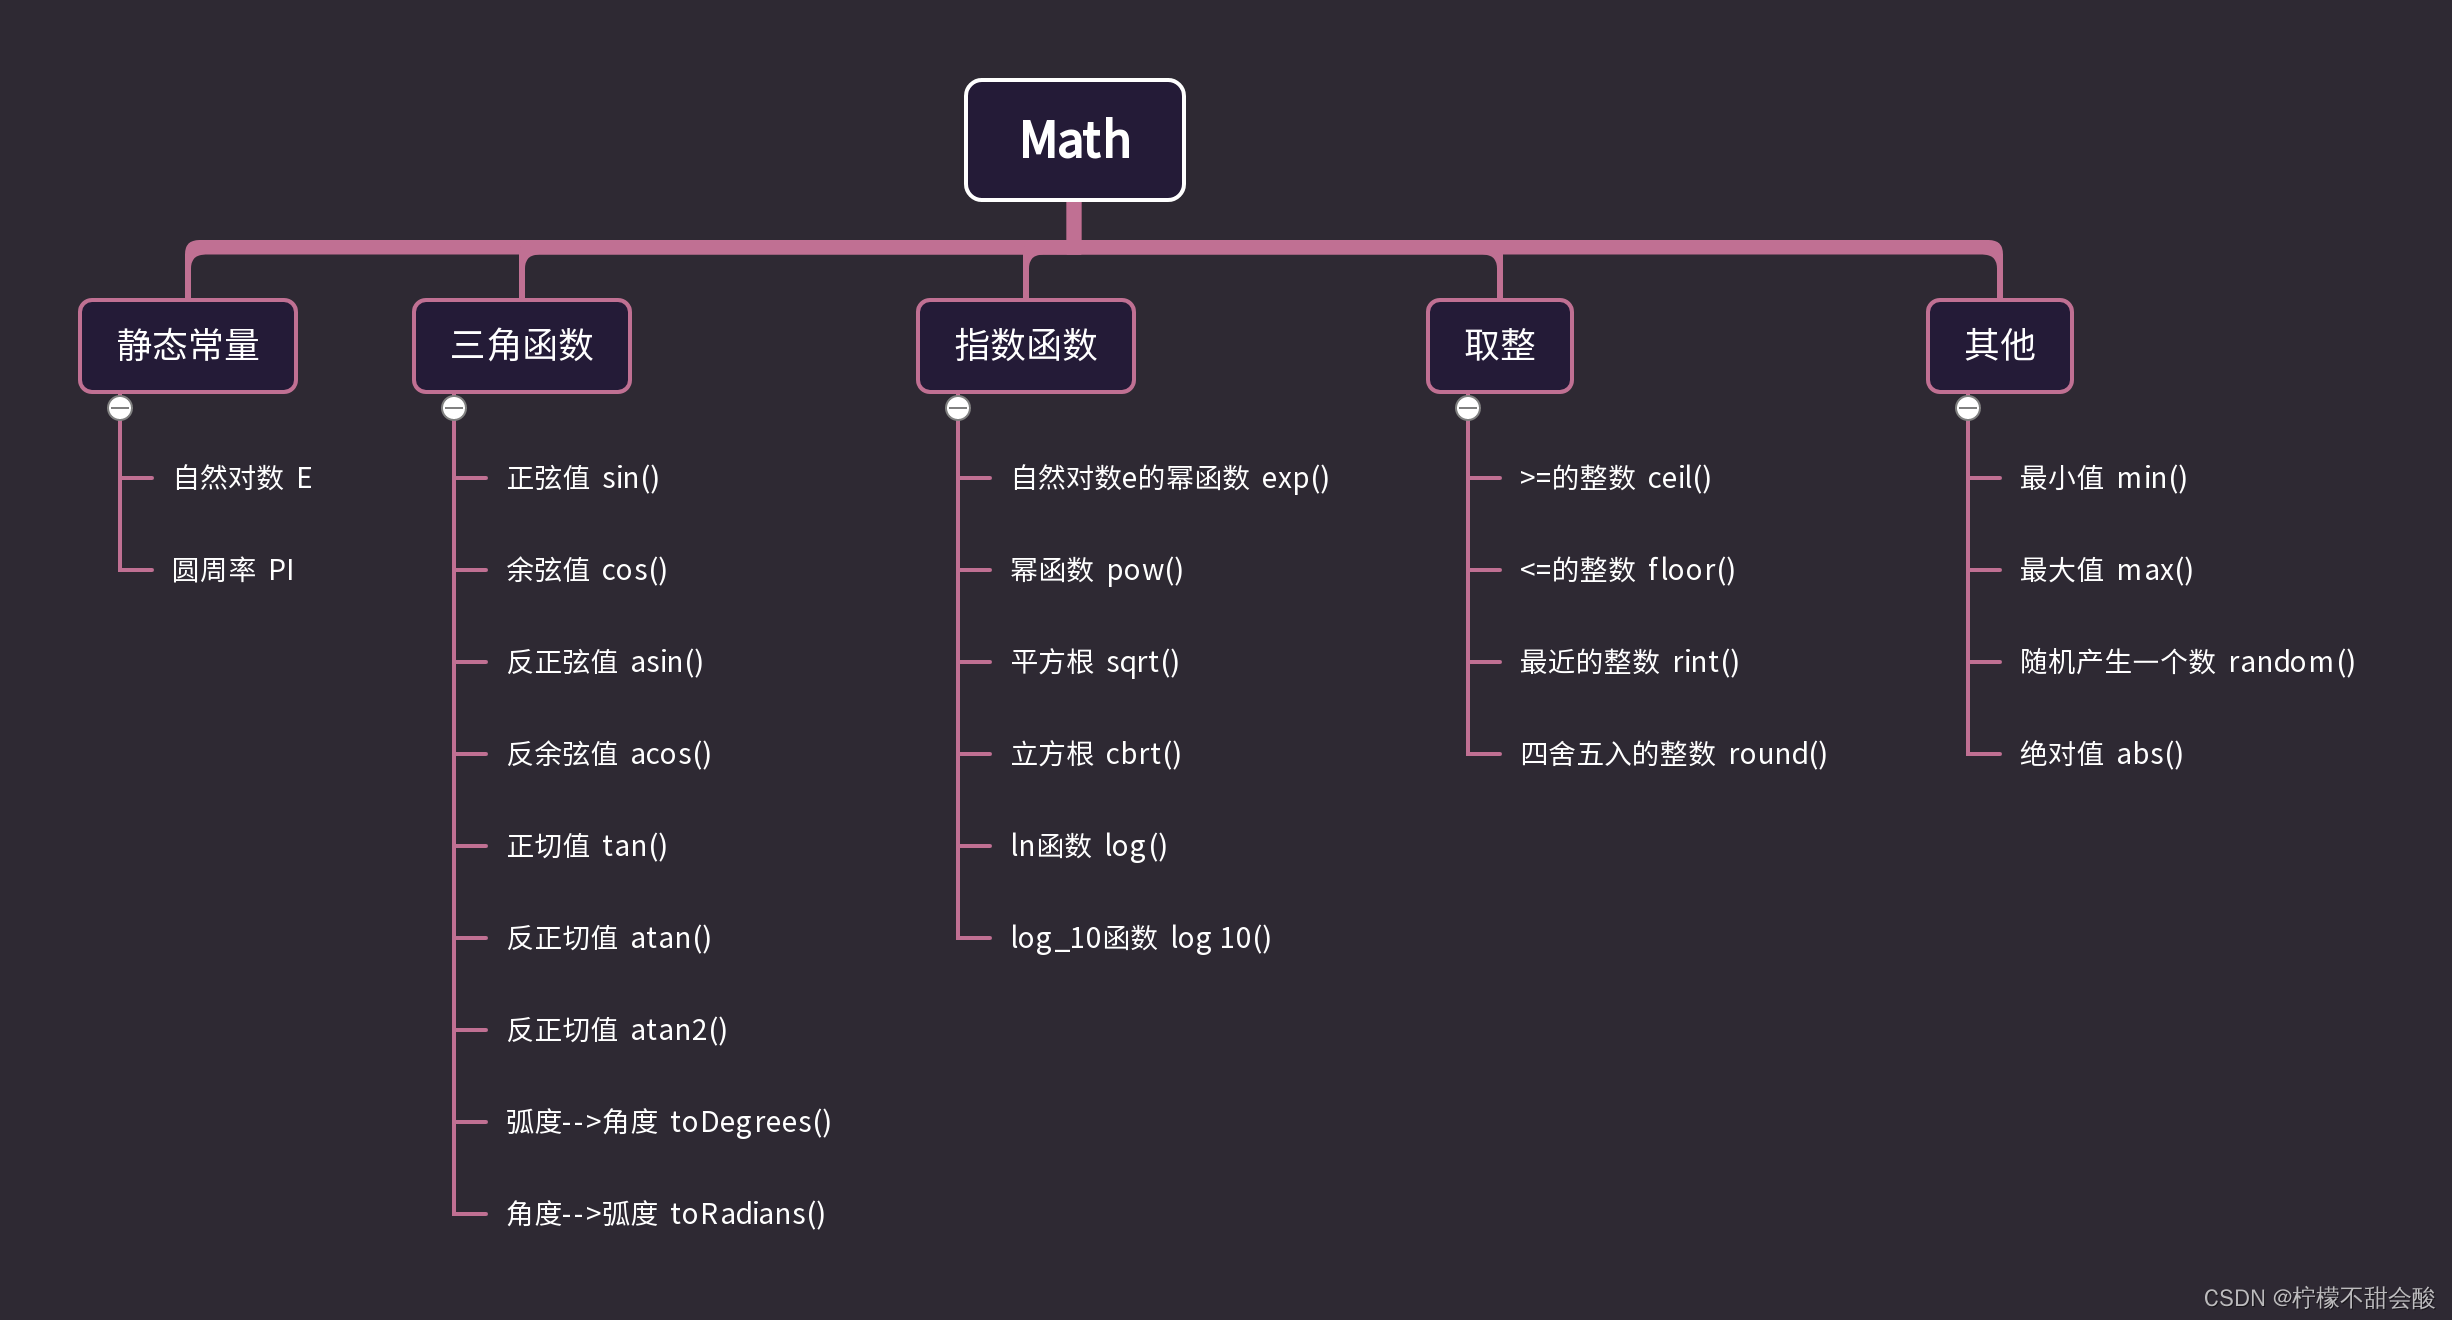 Math
静态常量
自然对数 E
圆周率 PI
三角函数
正弦值 sin()
余弦值 cos()
反正弦值 asin()
反余弦值 acos()
正切值 tan()
反正切值 atan()
反正切值 atan2()
弧度-->角度 toDegrees()
角度-->弧度 toRadians()
指数函数
自然对数e的幂函数 exp()
幂函数 pow()
平方根 sqrt()
立方根 cbrt()
ln函数 log()
log_10函数 log 10()
取整
>=的整数 ceil()
<=的整数 floor()
最近的整数 rint()
四舍五入的整数 round()
其他
最小值 min()
最大值 max()
随机产生一个数 random()
绝对值 abs()
CSDN @柠檬不甜会酸